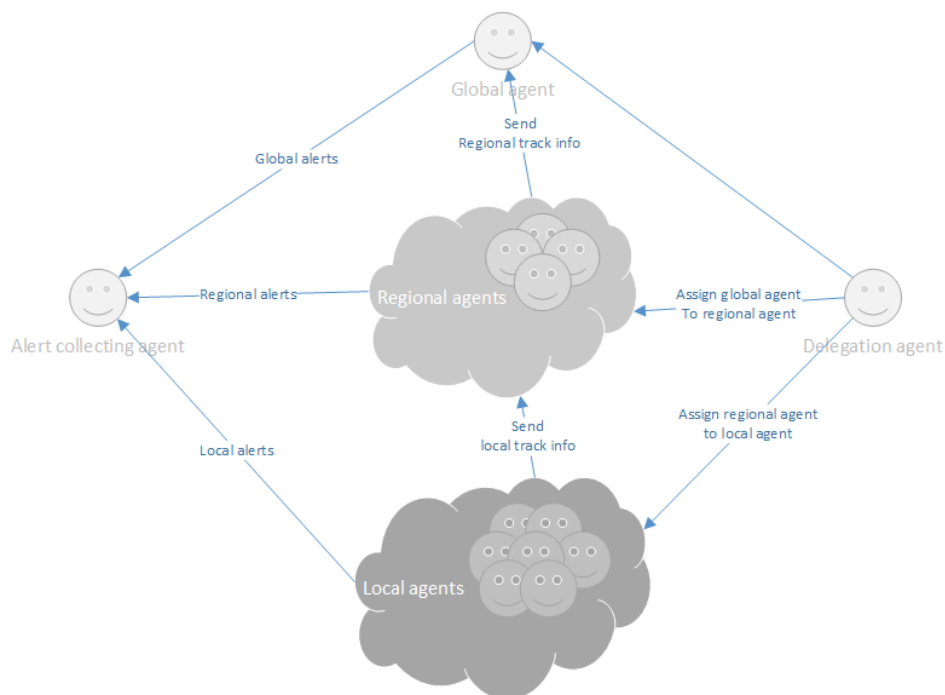 Global agent
Send
Regional track info
Global alerts
Regional alerts
Regional agents
Assign global agent
To regional agent
Alert collecting agent
Delegation agent
Assign regional agent
to local agent
Send
local track info
Local alerts
Local agents